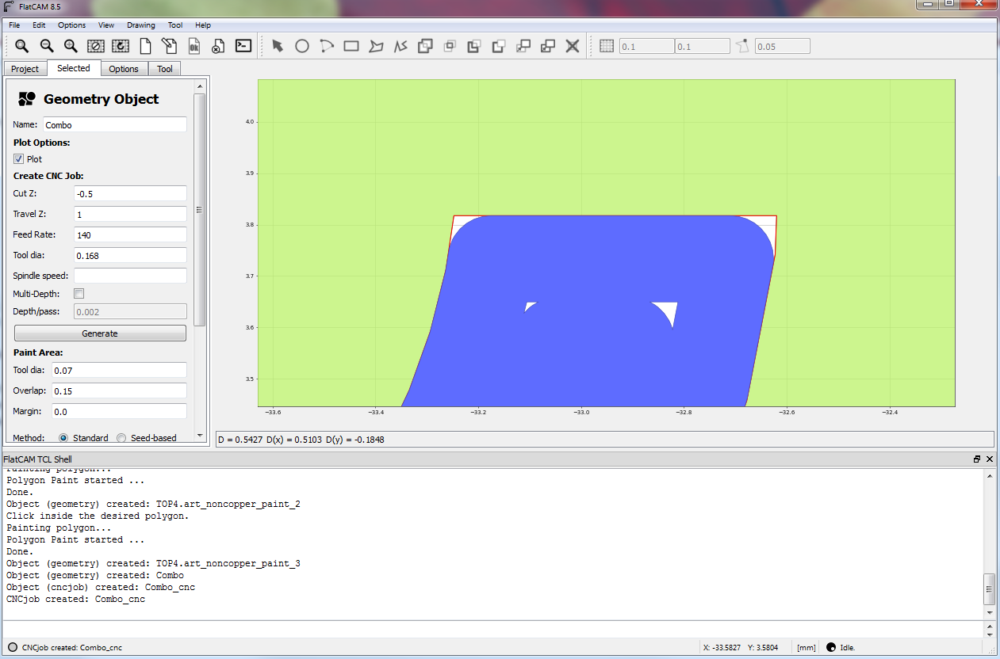 FlatCAM 8.5
File Edit Options View Drawing Tool Help
Ok 0.1 0.1 0.05
Project Selected Options Tool
Geometry Object
Name: Combo
Plot Options:
Plot
Create CNC Job:
Cut Z: -0.5
Travel Z: 1
Feed Rate: 140
Tool dia: 0.168
Spindle speed:
Multi-Depth:
Depth/pass: 0.002
Generate
Paint Area:
Tool dia: 0.07
Overlap: 0.15
Margin: 0.0
Method: Standard Seed-based
4.0
3.9
3.8
3.7
3.6
3.5
−33.6 −33.4 −33.2 −33.0 −32.8 −32.6 −32.4
D = 0.5427 D(x) = 0.5103 D(y) = -0.1848
FlatCAM TCL Shell
Painting polygon...
Polygon Paint started ...
Done.
Object (geometry) created: TOP4.art_noncopper_paint_2
Click inside the desired polygon.
Painting polygon...
Polygon Paint started ...
Done.
Object (geometry) created: TOP4.art_noncopper_paint_3
Object (geometry) created: Combo
Object (cncjob) created: Combo_cnc
CNCjob created: Combo_cnc
CNCjob created: Combo_cnc X: -33.5827 Y: 3.5804 [mm] Idle.